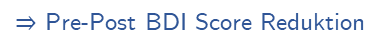 ⇒ Pre-Post BDI Score Reduktion